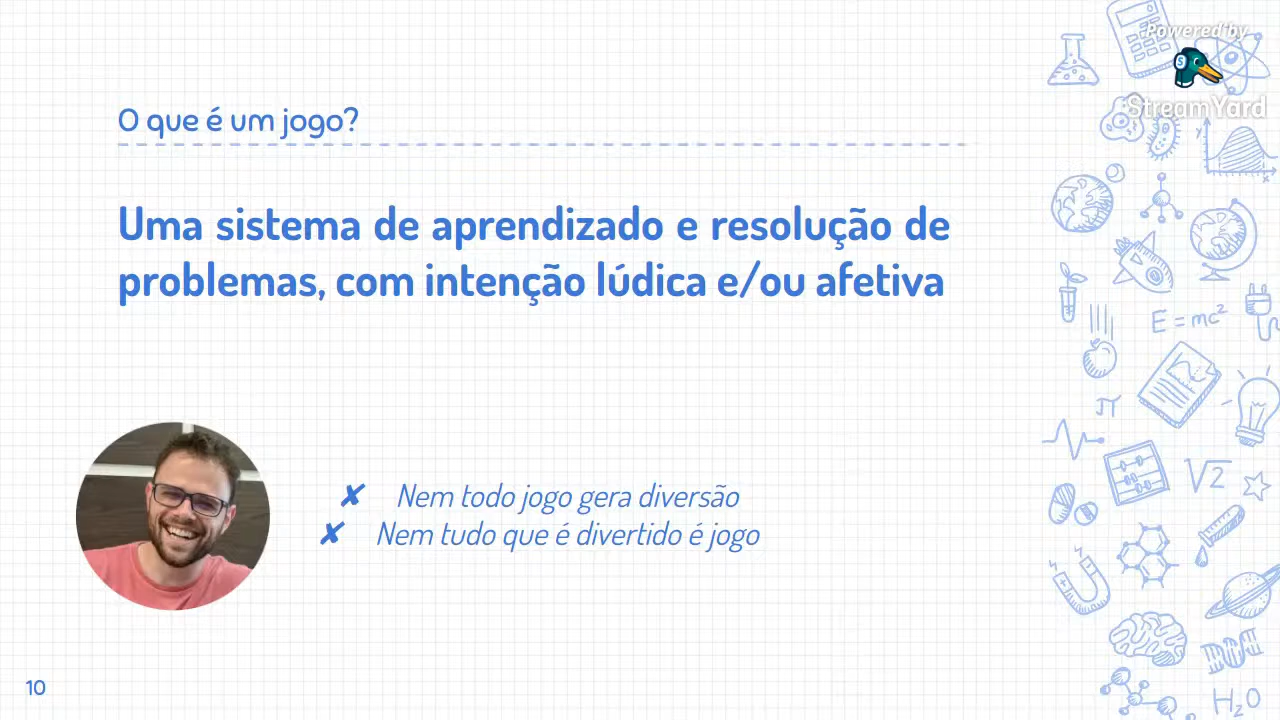 Powered by
StreamYard
O que é um jogo?
Uma sistema de aprendizado e resolução de
problemas, com intenção lúdica e/ou afetiva
✘ Nem todo jogo gera diversão
✘ Nem tudo que é divertido é jogo
10
y
x
E = mc²
π
√2
H₂O